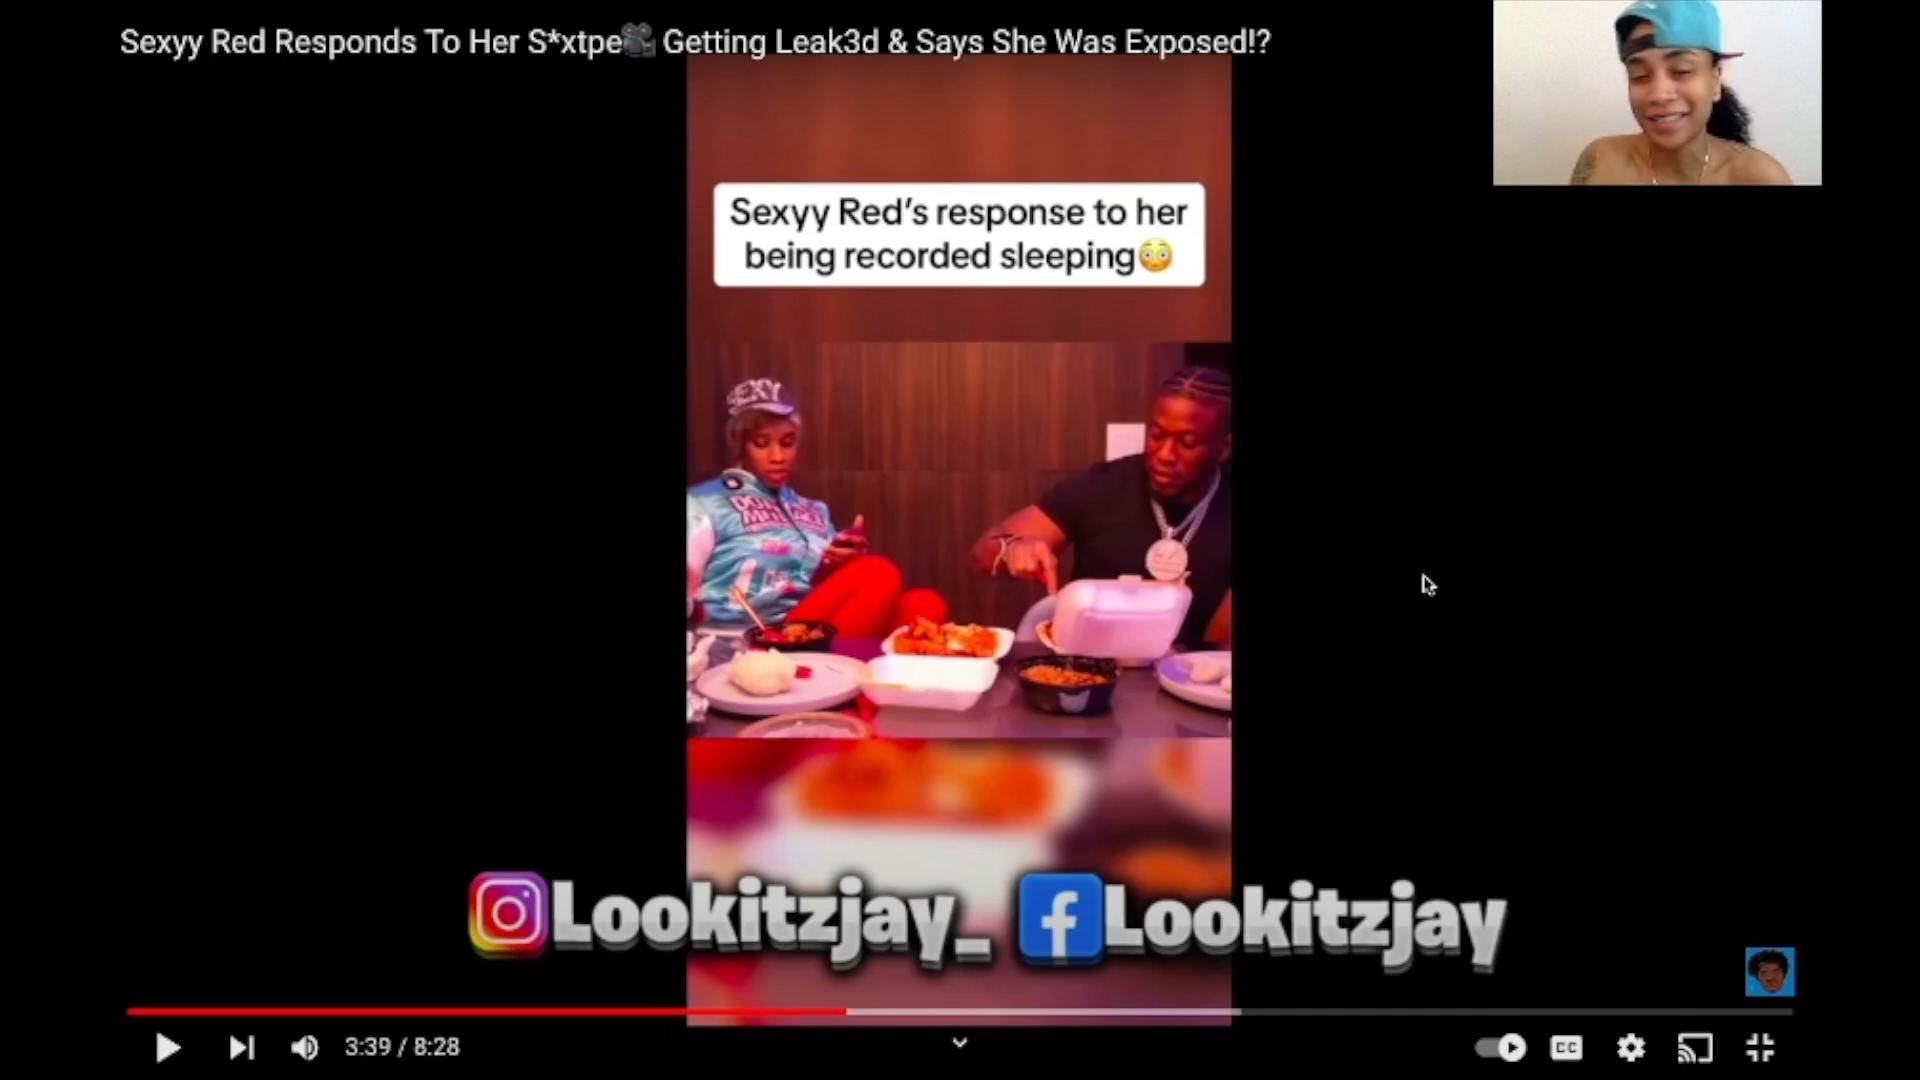 Sexyy Red Responds To Her S*xtpe🎥 Getting Leak3d & Says She Was Exposed!?
Sexyy Red's response to her
being recorded sleeping😳
Lookitzjay_ Lookitzjay
3:39 / 8:28
CC